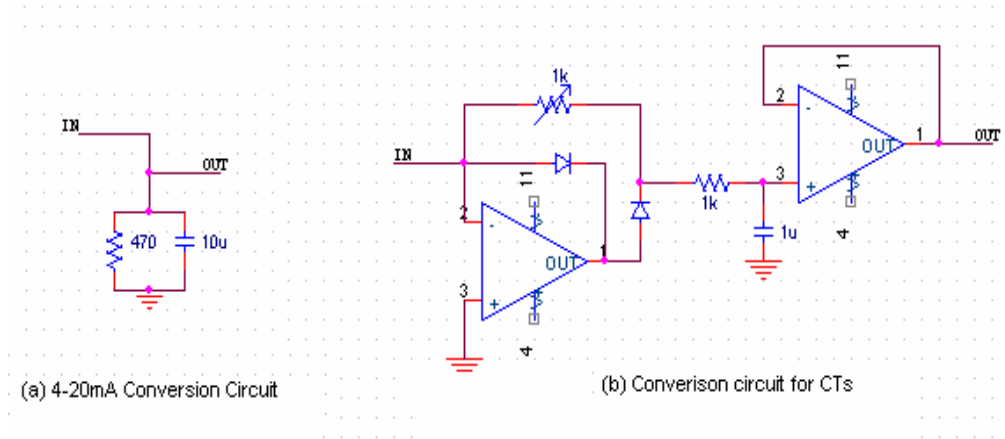 IN
OUT
470
10u
(a) 4-20mA Conversion Circuit
1k
IN
2
-
3
+
11
4
OUT
1
1k
1u
2
-
3
+
11
4
OUT
1
OUT
(b) Converison circuit for CTs